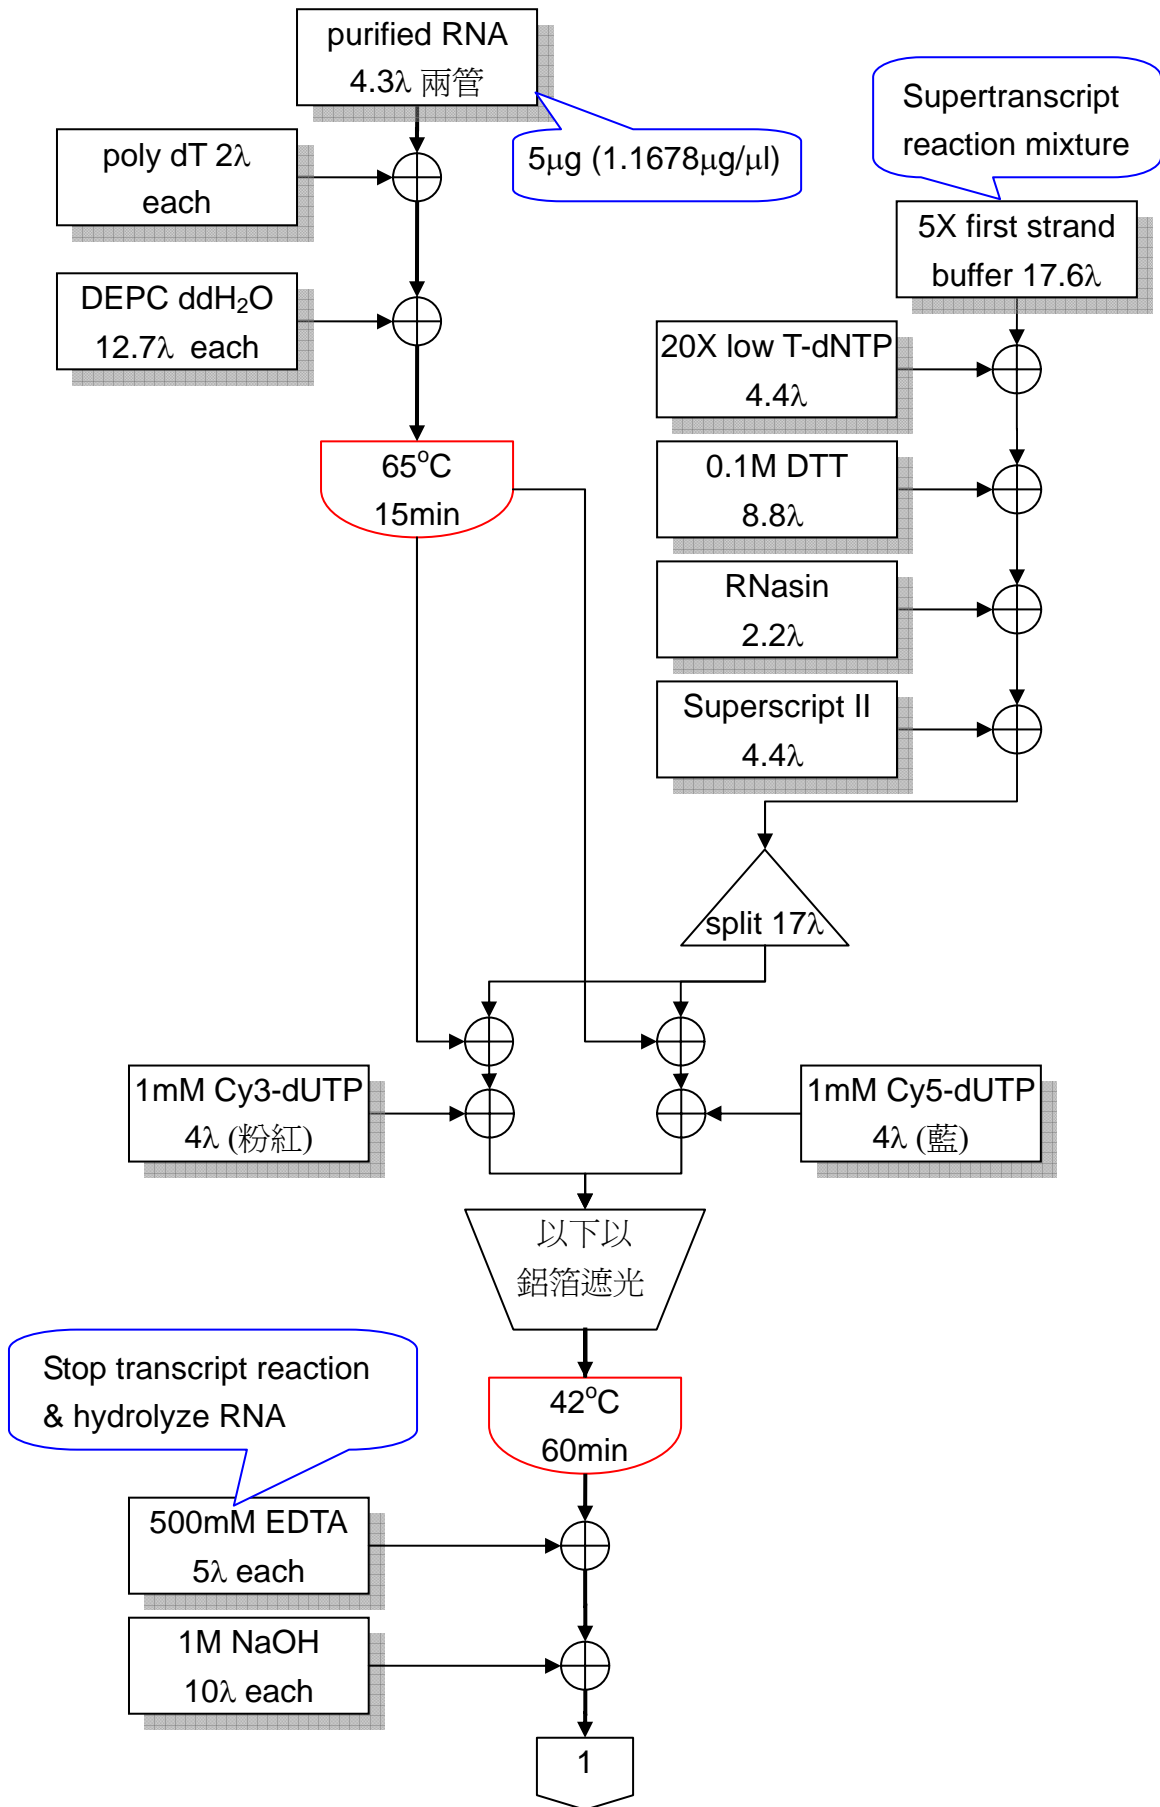 purified RNA
4.3λ 兩管
5μg (1.1678μg/μl)
poly dT 2λ
each
DEPC ddH₂O
12.7λ each
65°C
15min
Supertranscript
reaction mixture
5X first strand
buffer 17.6λ
20X low T-dNTP
4.4λ
0.1M DTT
8.8λ
RNasin
2.2λ
Superscript II
4.4λ
split 17λ
1mM Cy3-dUTP
4λ (粉紅)
1mM Cy5-dUTP
4λ (藍)
以下以
鋁箔遮光
42°C
60min
Stop transcript reaction
& hydrolyze RNA
500mM EDTA
5λ each
1M NaOH
10λ each
1